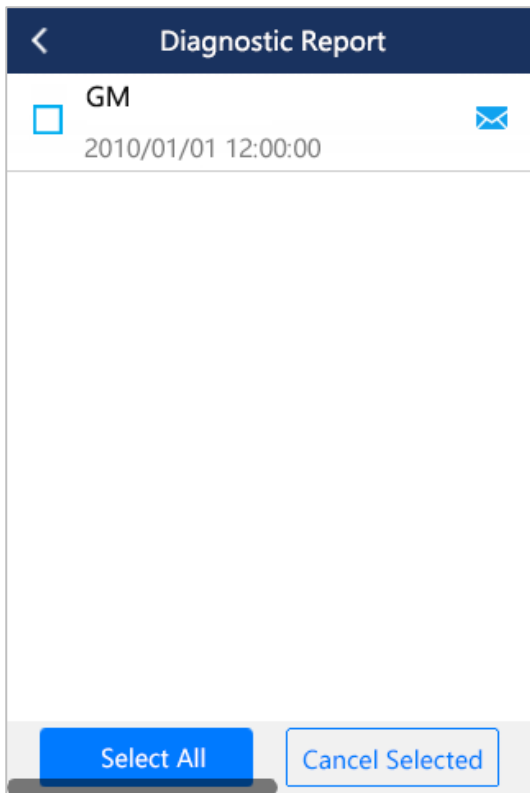 Diagnostic Report
GM
2010/01/01 12:00:00
Select All
Cancel Selected